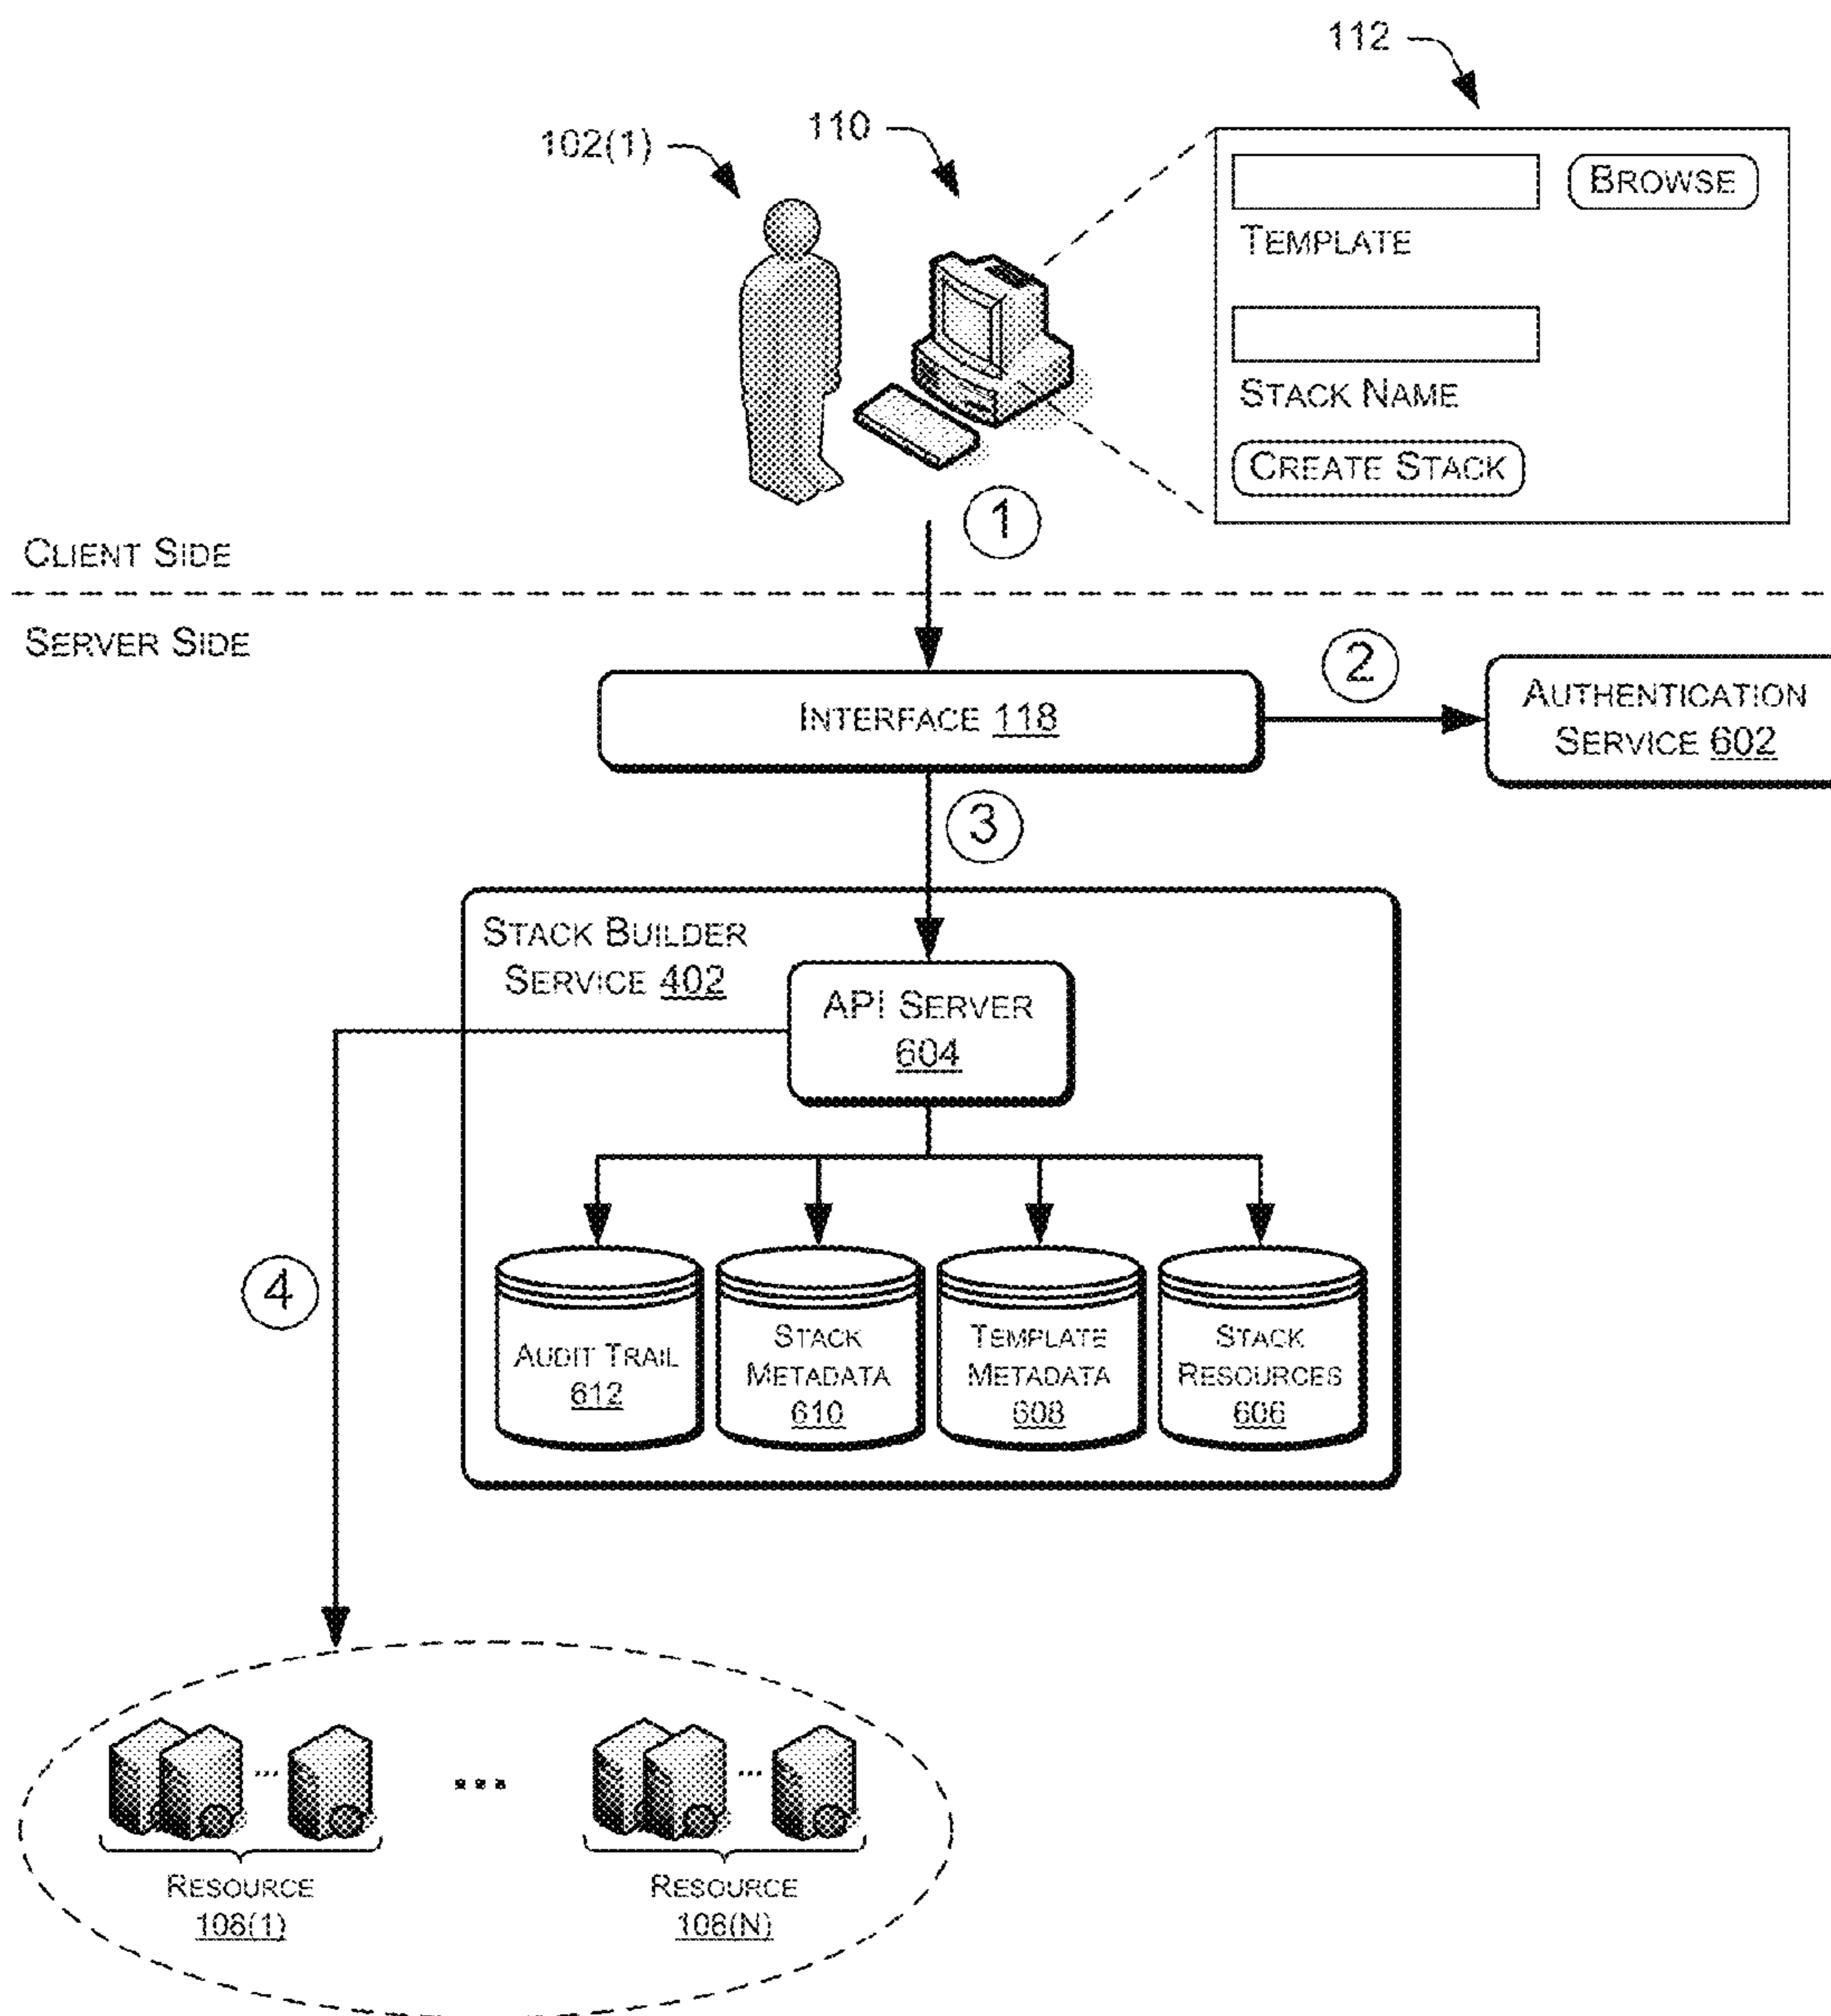 112
110
102(1)
BROWSE
TEMPLATE
STACK NAME
CREATE STACK
1
CLIENT SIDE
SERVER SIDE
2
INTERFACE 118
AUTHENTICATION
SERVICE 602
3
STACK BUILDER
SERVICE 402
API SERVER
604
4
AUDIT TRAIL
612
STACK
METADATA
610
TEMPLATE
METADATA
608
STACK
RESOURCES
606
...
...
...
RESOURCE
106(1)
RESOURCE
106(N)